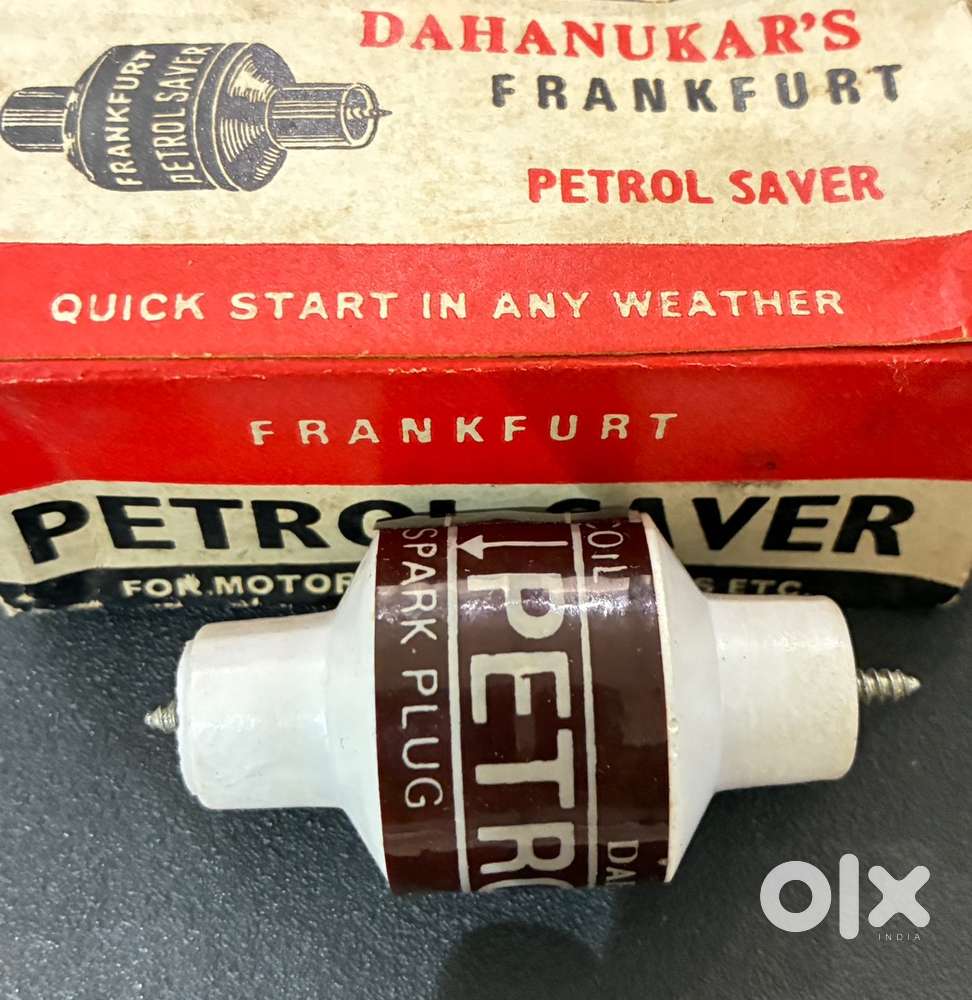 DAHANUKAR'S
FRANKFURT
PETROL SAVER
FRANKFURT
PETROL SAVER
QUICK START IN ANY WEATHER
FRANKFURT
PETROL SAVER
FOR MOTOR
ETC.
SPARK PLUG
PETRO
COIL
olx
INDIA